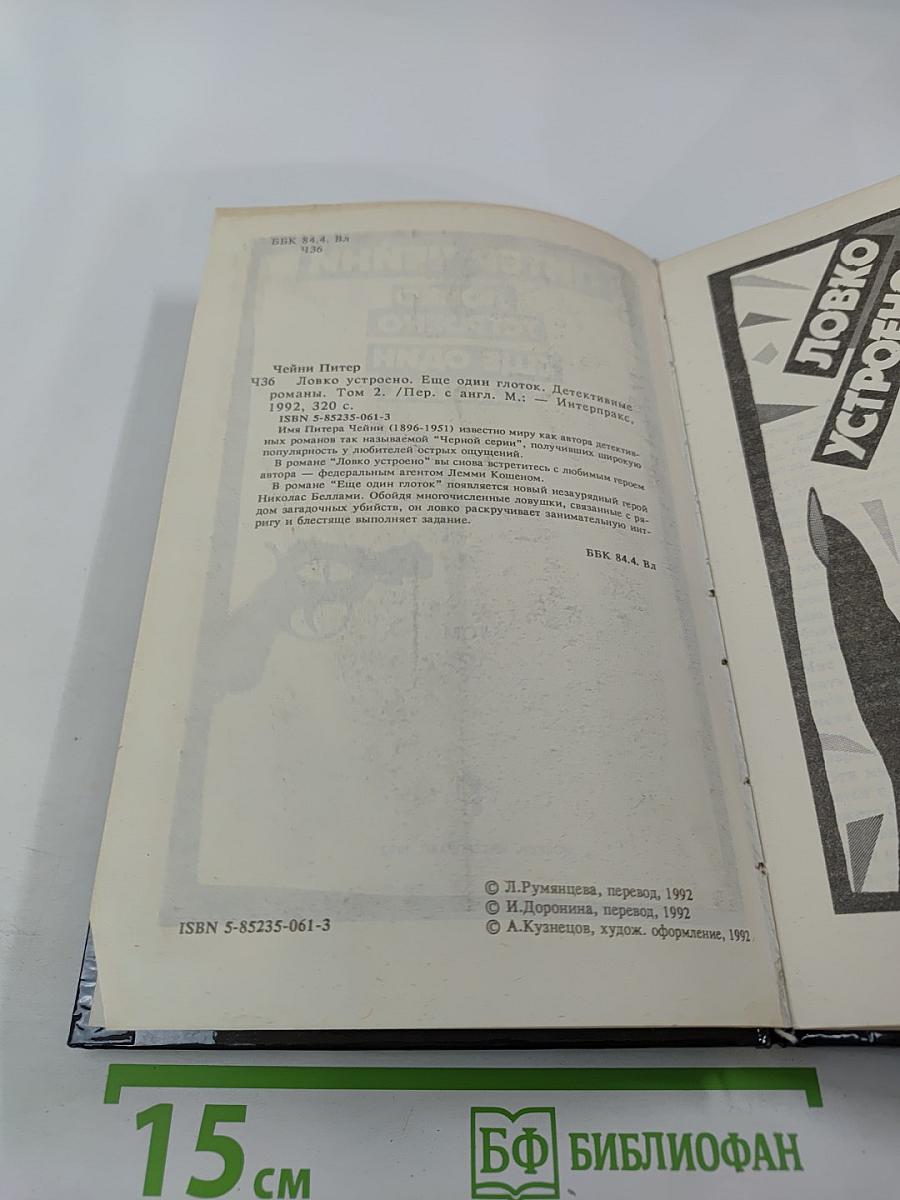 ББК 84.4. Вл
Ч36
Чейни Питер
Ч36 Ловко устроено. Еще один глоток. Детективные
романы. Том 2. /Пер. с англ. М.: — Интерпракс,
1992, 320 с.
ISBN 5-85235-061-3
Имя Питера Чейни (1896-1951) известно миру как автора детектив-
ных романов так называемой "Черной серии", получивших широкую
популярность у любителей острых ощущений.
В романе "Ловко устроено" вы снова встретитесь с любимым героем
автора — федеральным агентом Лемми Кошеном.
В романе "Еще один глоток" появляется новый незаурядный герой
Николас Беллами. Обойдя многочисленные ловушки, связанные с ря-
дом загадочных убийств, он ловко раскручивает занимательную инт-
ригу и блестяще выполняет задание.
ББК 84.4. Вл
© Л.Румянцева, перевод, 1992
© И.Доронина, перевод, 1992
© А.Кузнецов, худож. оформление, 1992
ISBN 5-85235-061-3
ЛОВКО
УСТРОЕНО
15 см
БФ БИБЛИОФАН